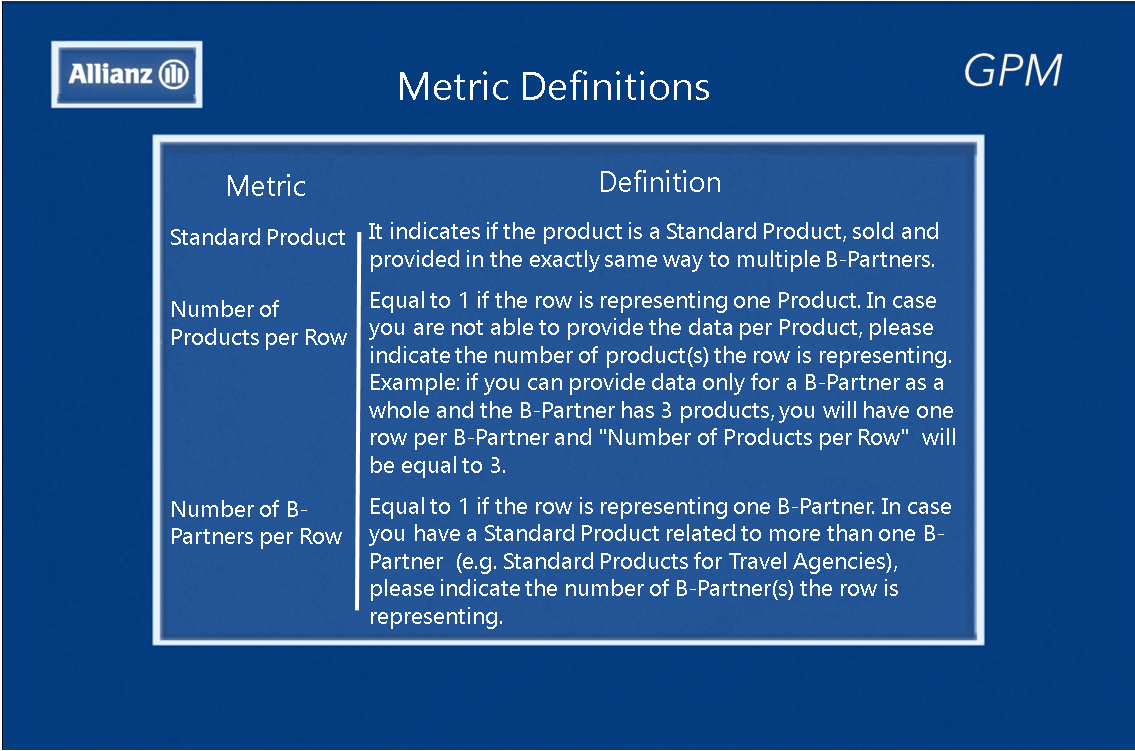 Allianz
Metric Definitions
GPM
Metric
Definition
Standard Product
It indicates if the product is a Standard Product, sold and
provided in the exactly same way to multiple B-Partners.
Number of
Products per Row
Equal to 1 if the row is representing one Product. In case
you are not able to provide the data per Product, please
indicate the number of product(s) the row is representing.
Example: if you can provide data only for a B-Partner as a
whole and the B-Partner has 3 products, you will have one
row per B-Partner and "Number of Products per Row"  will
be equal to 3.
Number of B-
Partners per Row
Equal to 1 if the row is representing one B-Partner. In case
you have a Standard Product related to more than one B-
Partner  (e.g. Standard Products for Travel Agencies),
please indicate the number of B-Partner(s) the row is
representing.